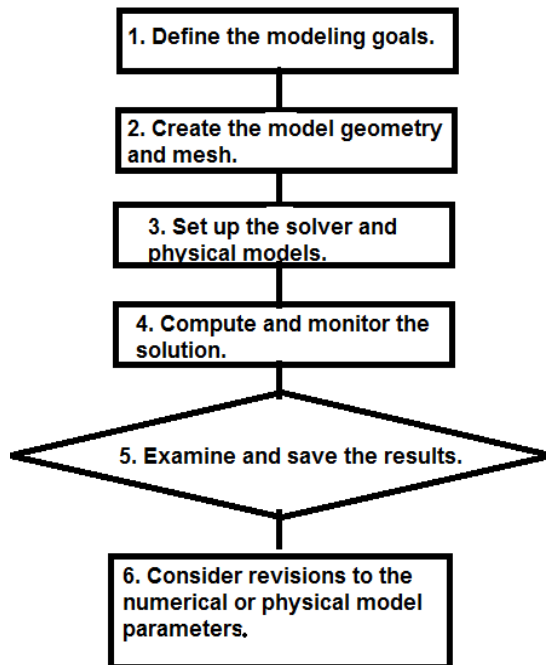 1. Define the modeling goals.
2. Create the model geometry
and mesh.
3. Set up the solver and
physical models.
4. Compute and monitor the
solution.
5. Examine and save the results.
6. Consider revisions to the
numerical or physical model
parameters.